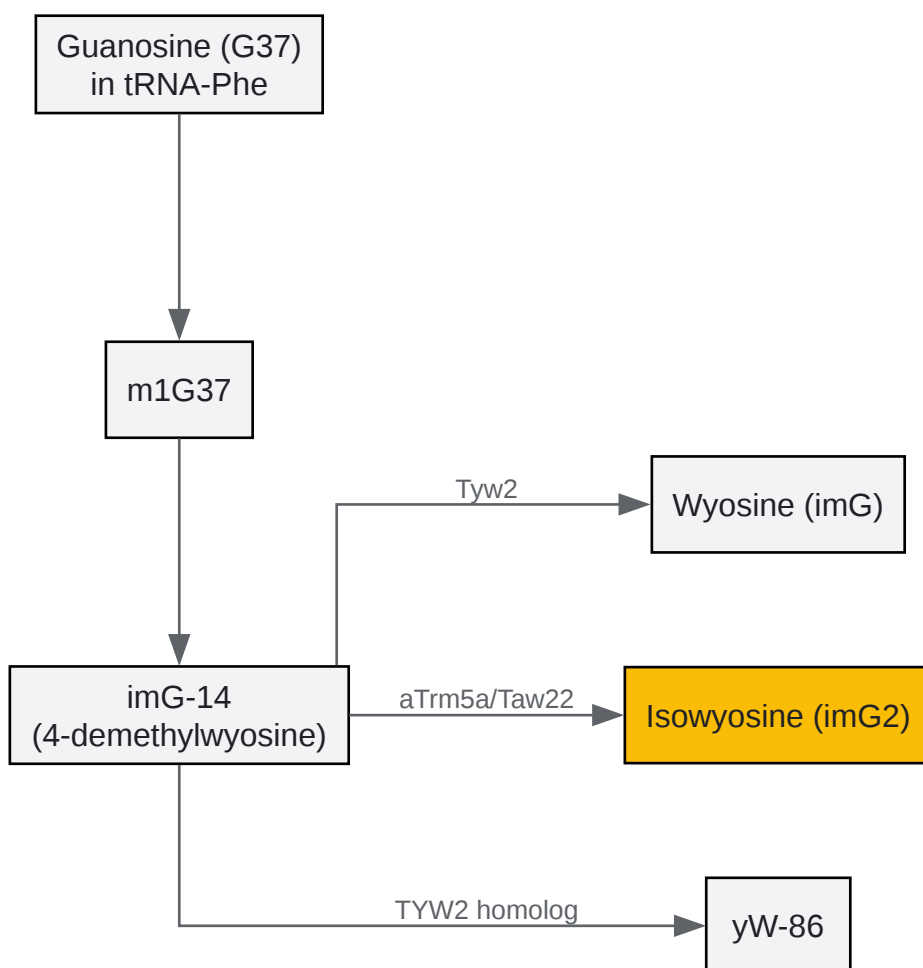 Guanosine (G37)
in tRNA-Phe
m1G37
Tyw2
Wyosine (imG)
imG-14
(4-demethylwyosine)
aTrm5a/Taw22
Isowyosine (imG2)
TYW2 homolog
yW-86